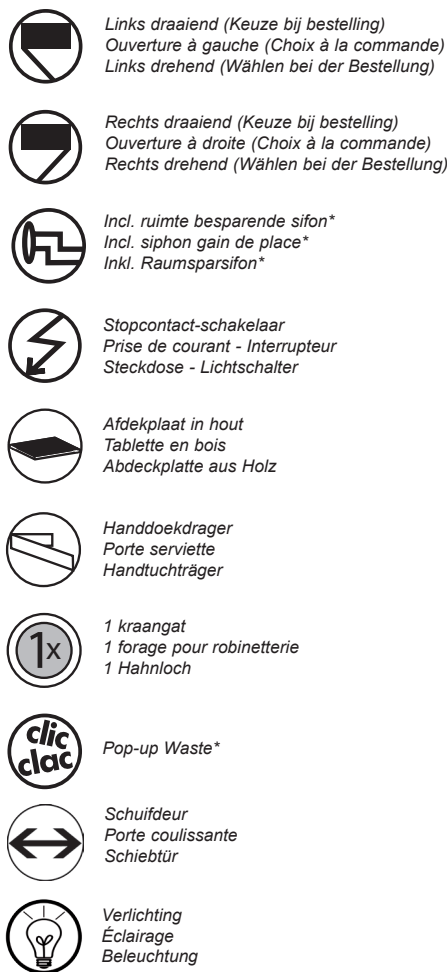 Links draaiend (Keuze bij bestelling)
Ouverture à gauche (Choix à la commande)
Links drehend (Wählen bei der Bestellung)
Rechts draaiend (Keuze bij bestelling)
Ouverture à droite (Choix à la commande)
Rechts drehend (Wählen bei der Bestellung)
Incl. ruimte besparende sifon*
Incl. siphon gain de place*
Inkl. Raumsparsifon*
Stopcontact-schakelaar
Prise de courant - Interrupteur
Steckdose - Lichtschalter
Afdekplaat in hout
Tablette en bois
Abdeckplatte aus Holz
Handdoekdrager
Porte serviette
Handtuchträger
1x
1 kraangat
1 forage pour robinetterie
1 Hahnloch
clic
clac
Pop-up Waste*
Schuifdeur
Porte coulissante
Schiebtür
Verlichting
Éclairage
Beleuchtung